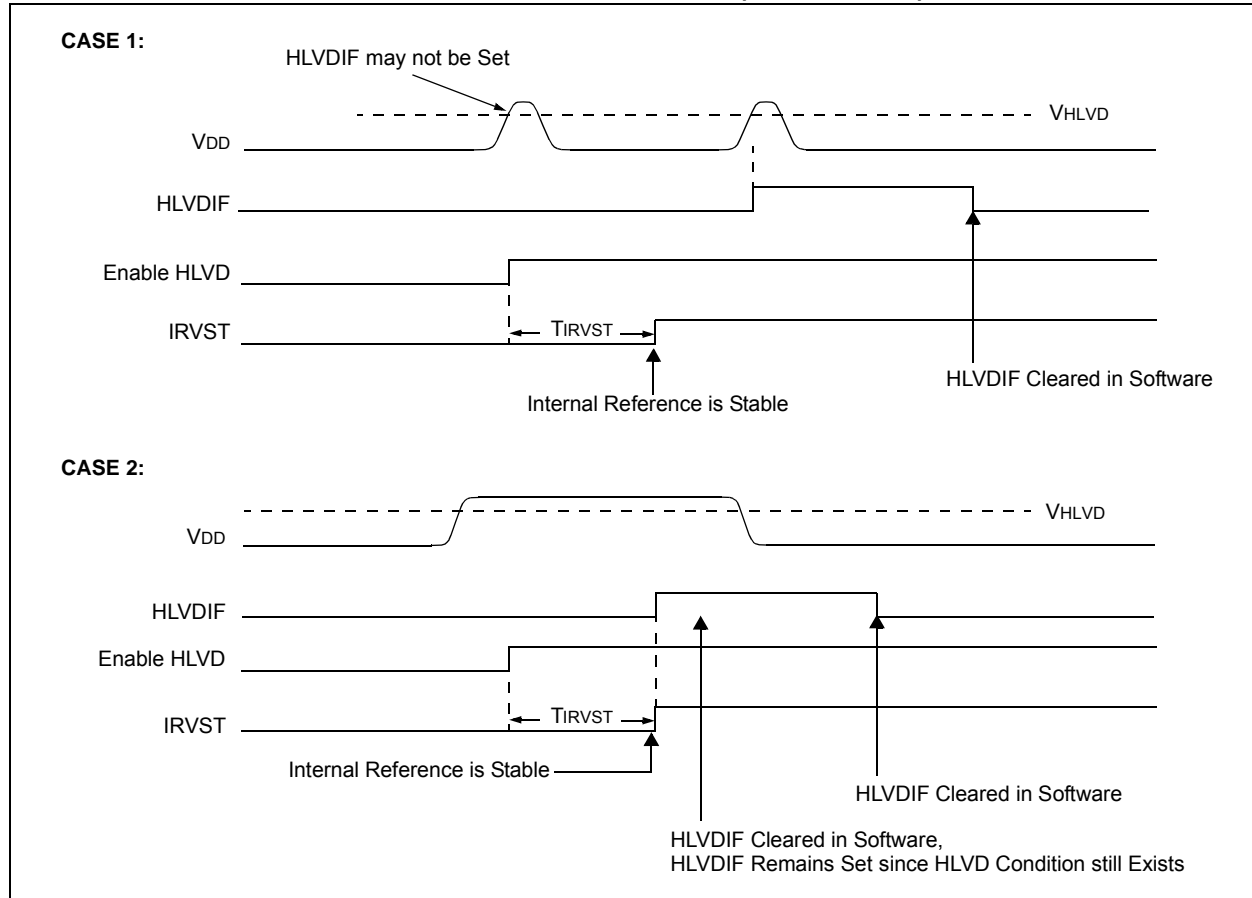 CASE 1:
HLVDIF may not be Set
VHLVD
VDD
HLVDIF
Enable HLVD
IRVST
TIRVST
HLVDIF Cleared in Software
Internal Reference is Stable
CASE 2:
VHLVD
VDD
HLVDIF
Enable HLVD
TIRVST
IRVST
Internal Reference is Stable
HLVDIF Cleared in Software
HLVDIF Cleared in Software,
HLVDIF Remains Set since HLVD Condition still Exists